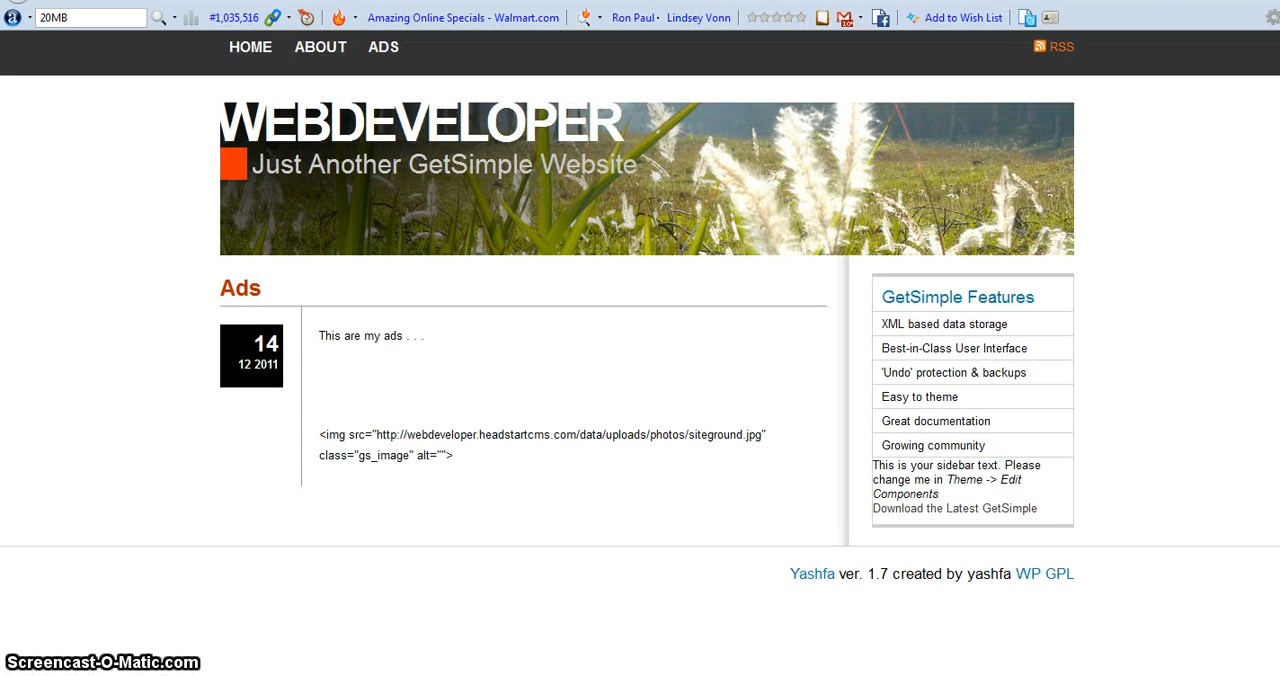 20MB #1,035,516 Amazing Online Specials - Walmart.com Ron Paul · Lindsey Vonn 10+ Add to Wish List
HOME ABOUT ADS RSS
WEBDEVELOPER
Just Another GetSimple Website
Ads
14
12 2011
This are my ads . . .
<img src="http://webdeveloper.headstartcms.com/data/uploads/photos/siteground.jpg"
class="gs_image" alt="">
GetSimple Features
XML based data storage
Best-in-Class User Interface
'Undo' protection & backups
Easy to theme
Great documentation
Growing community
This is your sidebar text. Please
change me in Theme -> Edit
Components
Download the Latest GetSimple
Yashfa ver. 1.7 created by yashfa WP GPL
Screencast-O-Matic.com